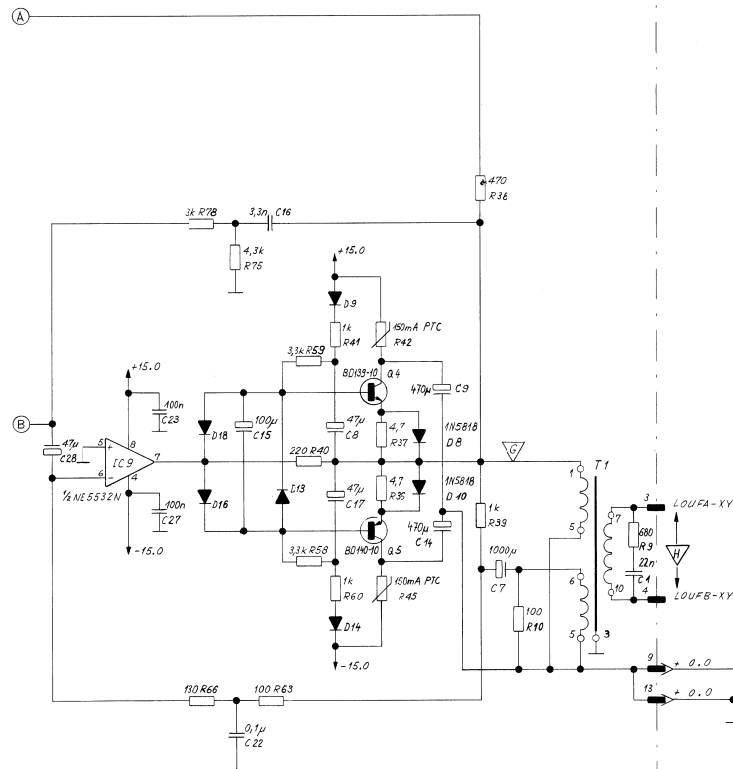 A
470
R38
3k R78
3,3n C16
4,3k
R75
+15.0
D9
1k
R41
150mA PTC
R42
3,3k R59
BD139-10 Q4
470µ C9
+15.0
100n
C23
B
47µ
C28
5 + 8
IC9 7
6 - 4
½ NE5532N
100n
C27
-15.0
D18
100µ
C15
47µ
C8
4,7
R37
1N5818
D8
220 R40
G
D16
D13
47µ
C17
4,7
R36
1N5818
D10
1k
R39
3,3k R58
BD140-10 Q5
470µ
C14
1k
R60
150mA PTC
R45
D14
-15.0
1000µ
C7
100
R10
T1
1
5
6
5
3
7
10
3 LOUFA-XY
680
R9
22n
C1
H
4 LOUFB-XY
9 + 0.0
13 + 0.0
130 R66
100 R63
0,1µ
C22